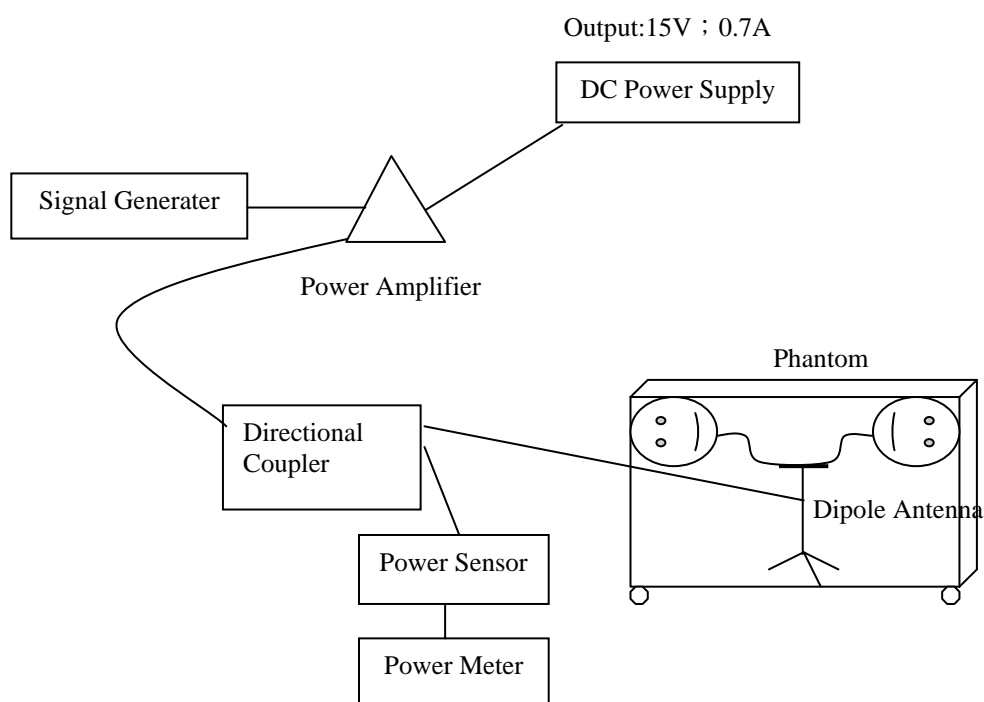 Output:15V；0.7A
DC Power Supply
Signal Generater
Power Amplifier
Phantom
Directional
Coupler
Dipole Antenna
Power Sensor
Power Meter